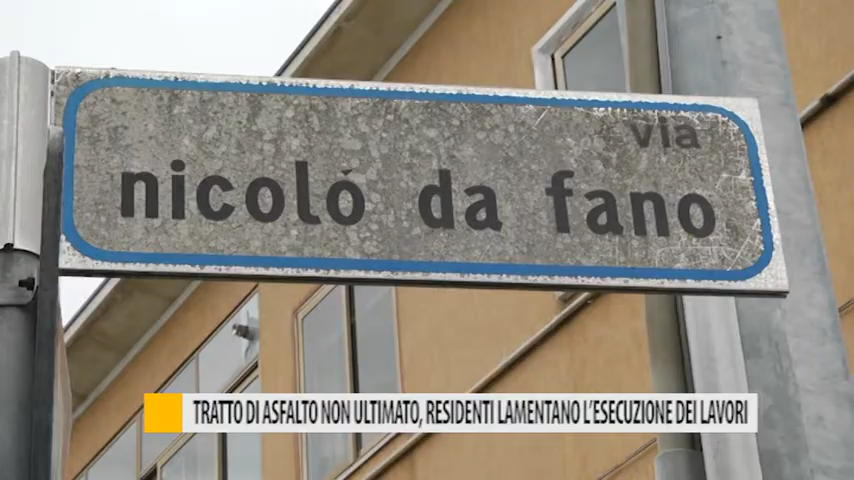 via
nicolò da fano
TRATTO DI ASFALTO NON ULTIMATO, RESIDENTI LAMENTANO L'ESECUZIONE DEI LAVORI